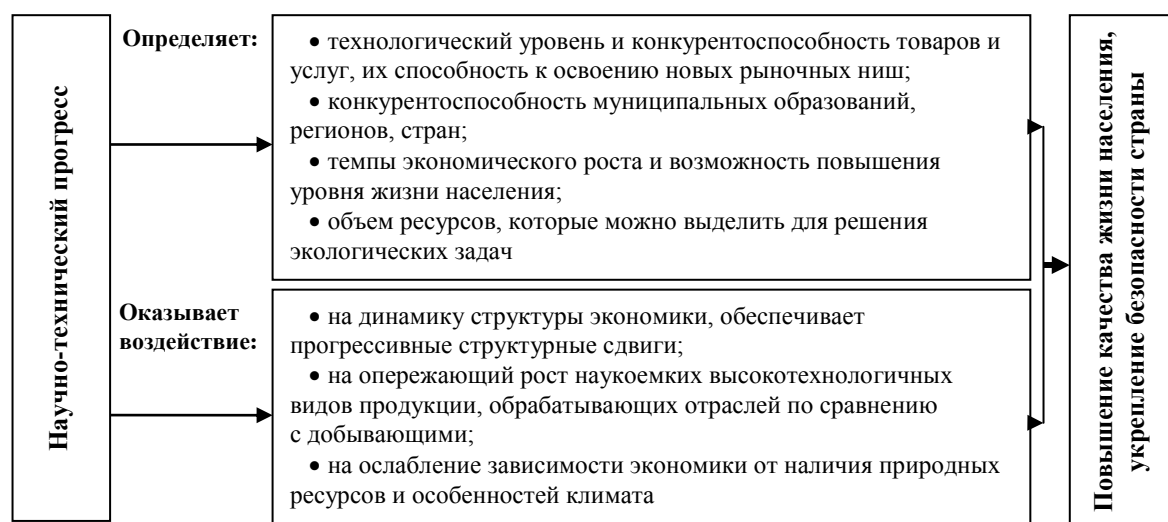 Научно-технический прогресс
Определяет:
• технологический уровень и конкурентоспособность товаров и
услуг, их способность к освоению новых рыночных ниш;
• конкурентоспособность муниципальных образований,
регионов, стран;
• темпы экономического роста и возможность повышения
уровня жизни населения;
• объем ресурсов, которые можно выделить для решения
экологических задач
Оказывает
воздействие:
• на динамику структуры экономики, обеспечивает
прогрессивные структурные сдвиги;
• на опережающий рост наукоемких высокотехнологичных
видов продукции, обрабатывающих отраслей по сравнению
с добывающими;
• на ослабление зависимости экономики от наличия природных
ресурсов и особенностей климата
Повышение качества жизни населения,
укрепление безопасности страны